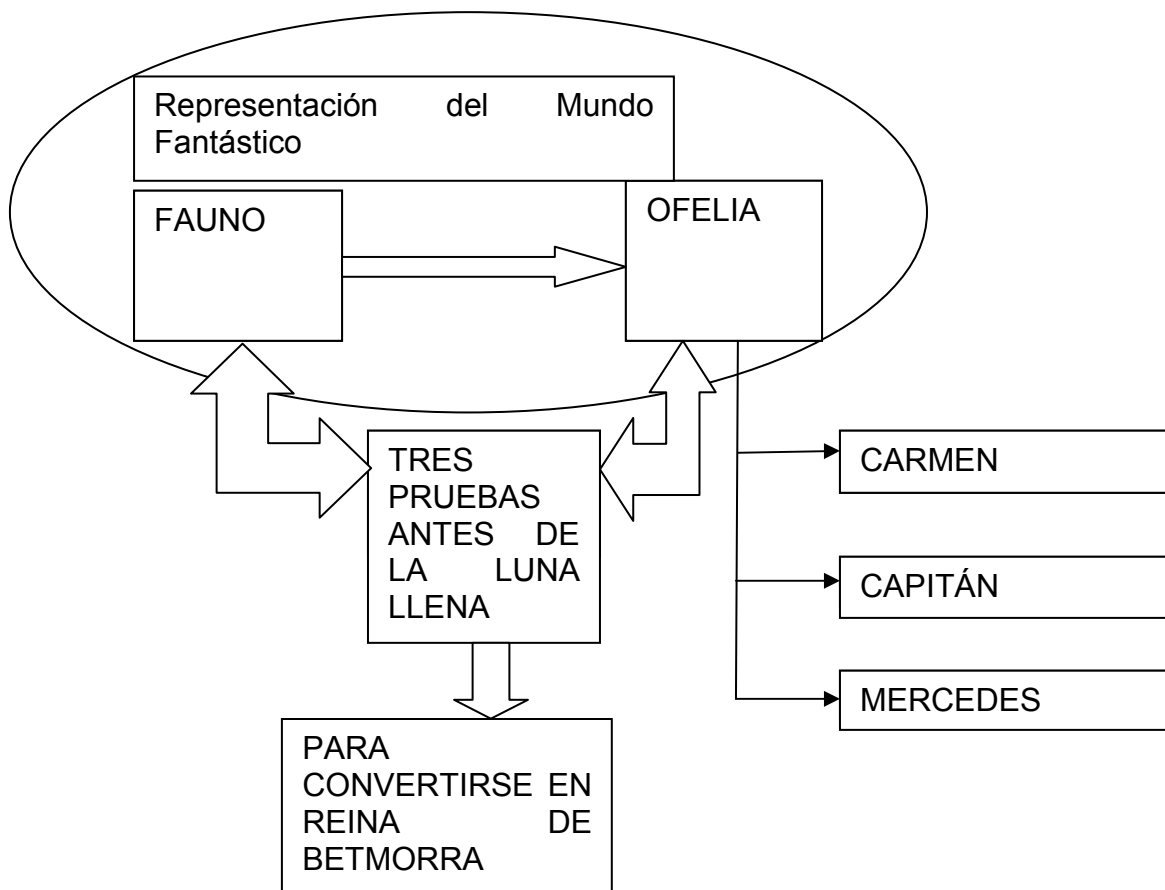 Representación del Mundo
Fantástico
FAUNO
OFELIA
TRES
PRUEBAS
ANTES DE
LA LUNA
LLENA
CARMEN
CAPITÁN
MERCEDES
PARA
CONVERTIRSE EN
REINA DE
BETMORRA